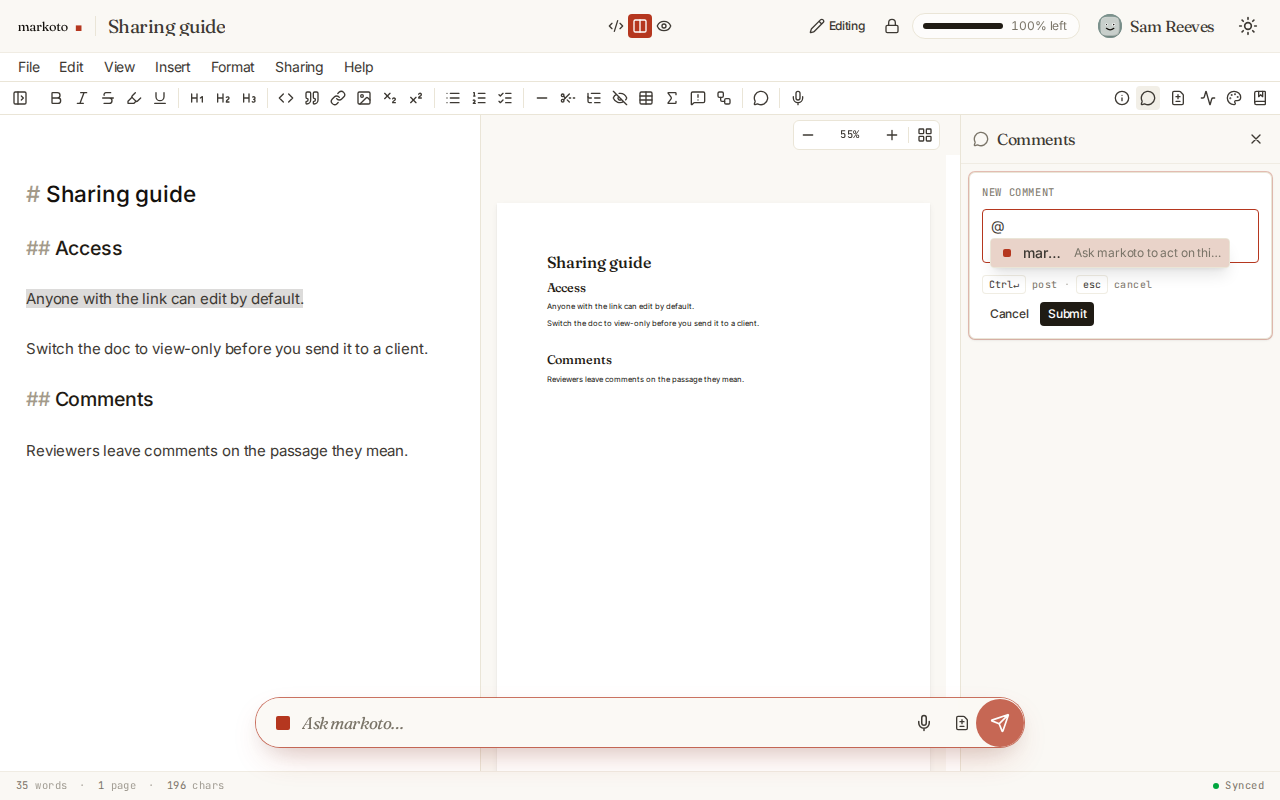 markoto
Sharing guide
Editing
100% left
Sam Reeves
File Edit View Insert Format Sharing Help
B I S U H1 H2 H3 X2 X2
55%
Comments
# Sharing guide
## Access
Anyone with the link can edit by default.
Switch the doc to view-only before you send it to a client.
## Comments
Reviewers leave comments on the passage they mean.
Sharing guide
Access
Anyone with the link can edit by default.
Switch the doc to view-only before you send it to a client.
Comments
Reviewers leave comments on the passage they mean.
NEW COMMENT
@
mar... Ask markoto to act on thi...
Ctrl↵ post · esc cancel
Cancel Submit
Ask markoto...
35 words · 1 page · 196 chars
Synced